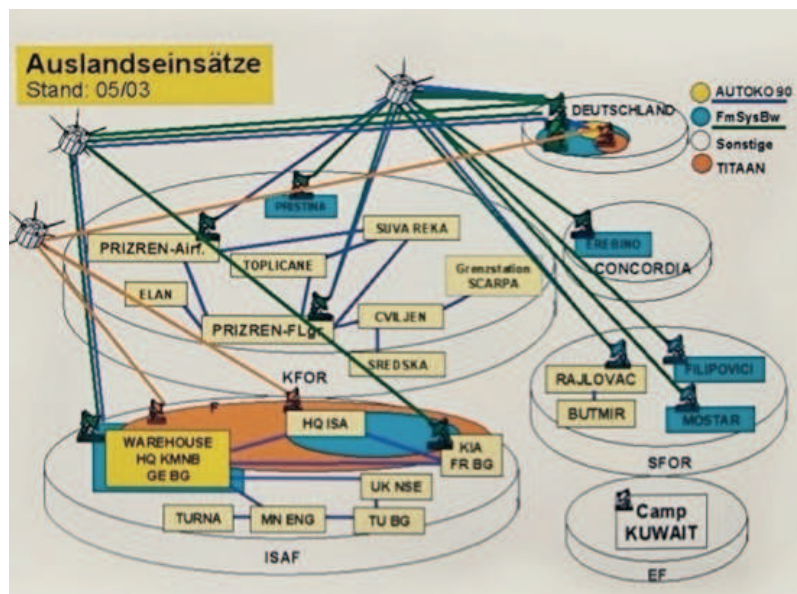 Auslandseinsätze
Stand: 05/03
DEUTSCHLAND
AUTOKO 90
FmSysBw
Sonstige
TITAAN
PRISTINA
PRIZREN-Airf.
SUVA REKA
TOPLICANE
Grenzstation
SCARPA
ELAN
PRIZREN-FLgr.
CVILJEN
SREDSKA
KFOR
EREBINO
CONCORDIA
RAJLOVAC
BUTMIR
FILIPOVICI
MOSTAR
SFOR
F
HQ ISA
WAREHOUSE
HQ KMNB
GE BG
KIA
FR BG
UK NSE
TURNA
MN ENG
TU BG
ISAF
Camp
KUWAIT
EF